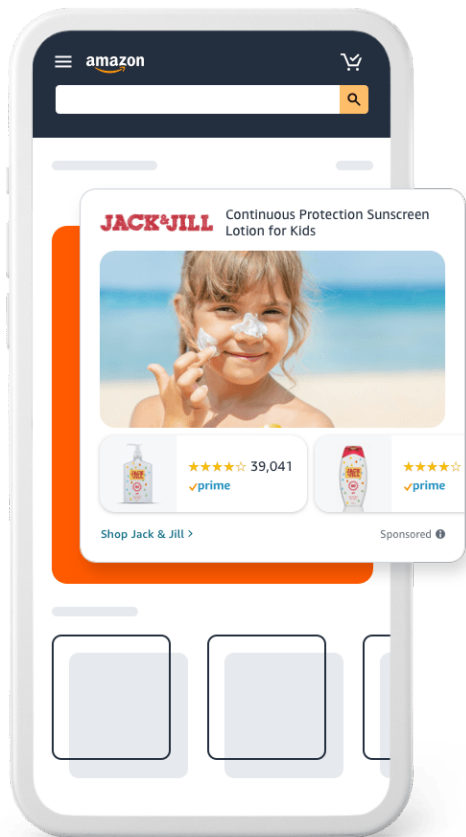 amazon
JACK&JILL
Continuous Protection Sunscreen
Lotion for Kids
39,041
prime
prime
Shop Jack & Jill >
Sponsored